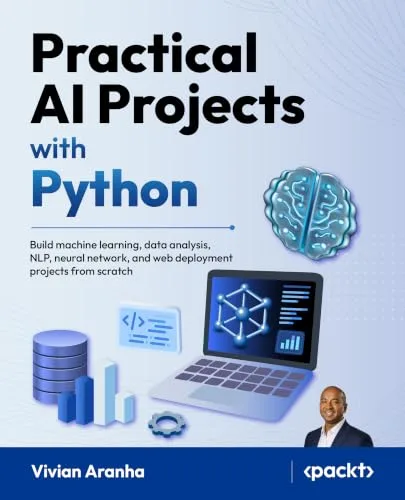 Practical
AI Projects
with
Python
Build machine learning, data analysis,
NLP, neural network, and web deployment
projects from scratch
</>
Vivian Aranha
<packt>